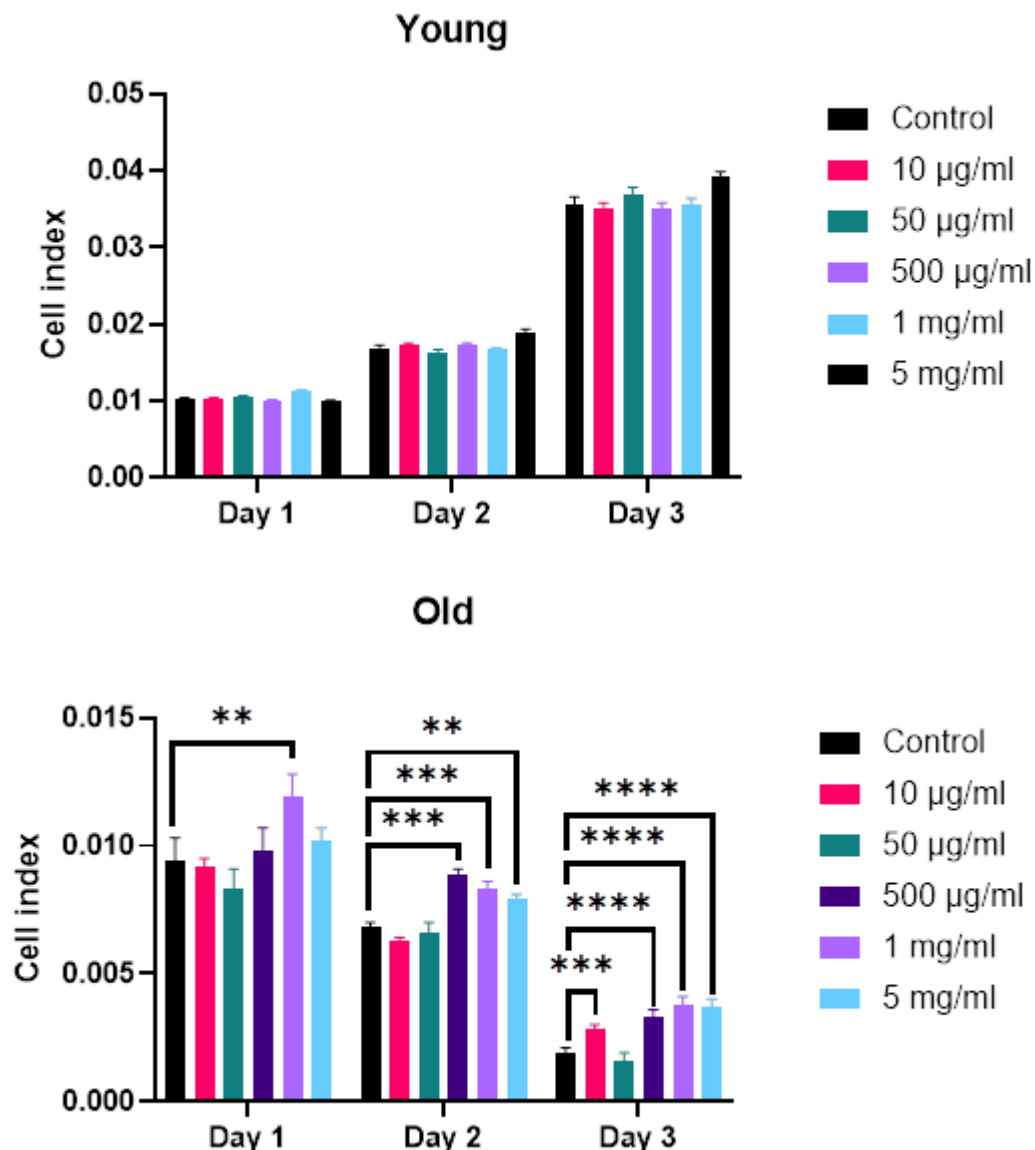 Young
0.05
0.04
0.03
0.02
0.01
0.00
Cell index
Day 1 Day 2 Day 3
Control
10 µg/ml
50 µg/ml
500 µg/ml
1 mg/ml
5 mg/ml
Old
0.015
0.010
0.005
0.000
Cell index
**
***
***
**
***
****
****
****
Day 1 Day 2 Day 3
Control
10 µg/ml
50 µg/ml
500 µg/ml
1 mg/ml
5 mg/ml